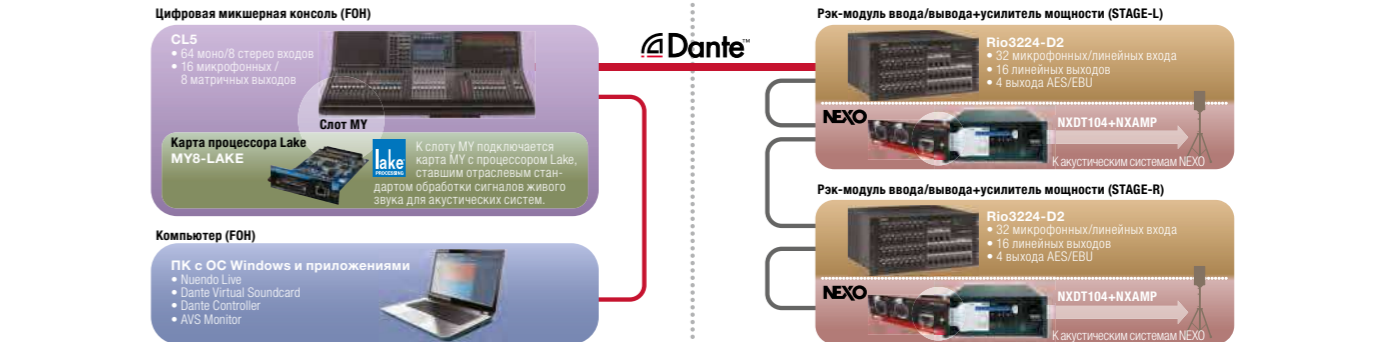 Цифровая микшерная консоль (FOH)
CL5
• 64 моно/8 стерео входов
• 16 микрофонных /
8 матричных выходов
Слот MY
Карта процессора Lake
MY8-LAKE
lake
PROCESSING
К слоту MY подключается
карта MY с процессором Lake,
ставшим отраслевым стан-
дартом обработки сигналов живого
звука для акустических систем.
Компьютер (FOH)
ПК с ОС Windows и приложениями
• Nuendo Live
• Dante Virtual Soundcard
• Dante Controller
• AVS Monitor
Dante™
Рэк-модуль ввода/вывода+усилитель мощности (STAGE-L)
Rio3224-D2
• 32 микрофонных/линейных входа
• 16 линейных выходов
• 4 выхода AES/EBU
NEXO
NXDT104+NXAMP
К акустическим системам NEXO
Рэк-модуль ввода/вывода+усилитель мощности (STAGE-R)
Rio3224-D2
• 32 микрофонных/линейных входа
• 16 линейных выходов
• 4 выхода AES/EBU
NEXO
NXDT104+NXAMP
К акустическим системам NEXO